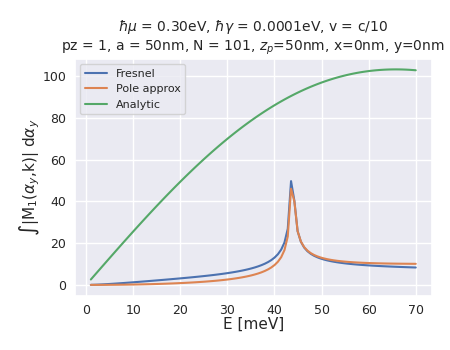 ℏμ = 0.30eV, ℏγ = 0.0001eV, v = c/10
pz = 1, a = 50nm, N = 101, z_p=50nm, x=0nm, y=0nm
Fresnel
Pole approx
Analytic
100
80
60
40
20
0
∫|M₁(α_y,k)| dα_y
0 10 20 30 40 50 60 70
E [meV]